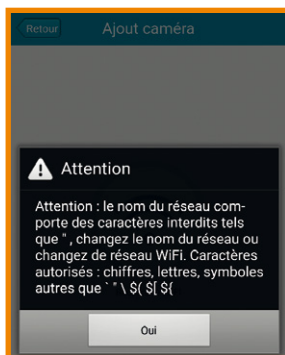 Retour
Ajout caméra
Attention
Attention : le nom du réseau com-
porte des caractères interdits tels
que " , changez le nom du réseau ou
changez de réseau WiFi. Caractères
autorisés : chiffres, lettres, symboles
autres que ` " \ $( $[ ${
Oui